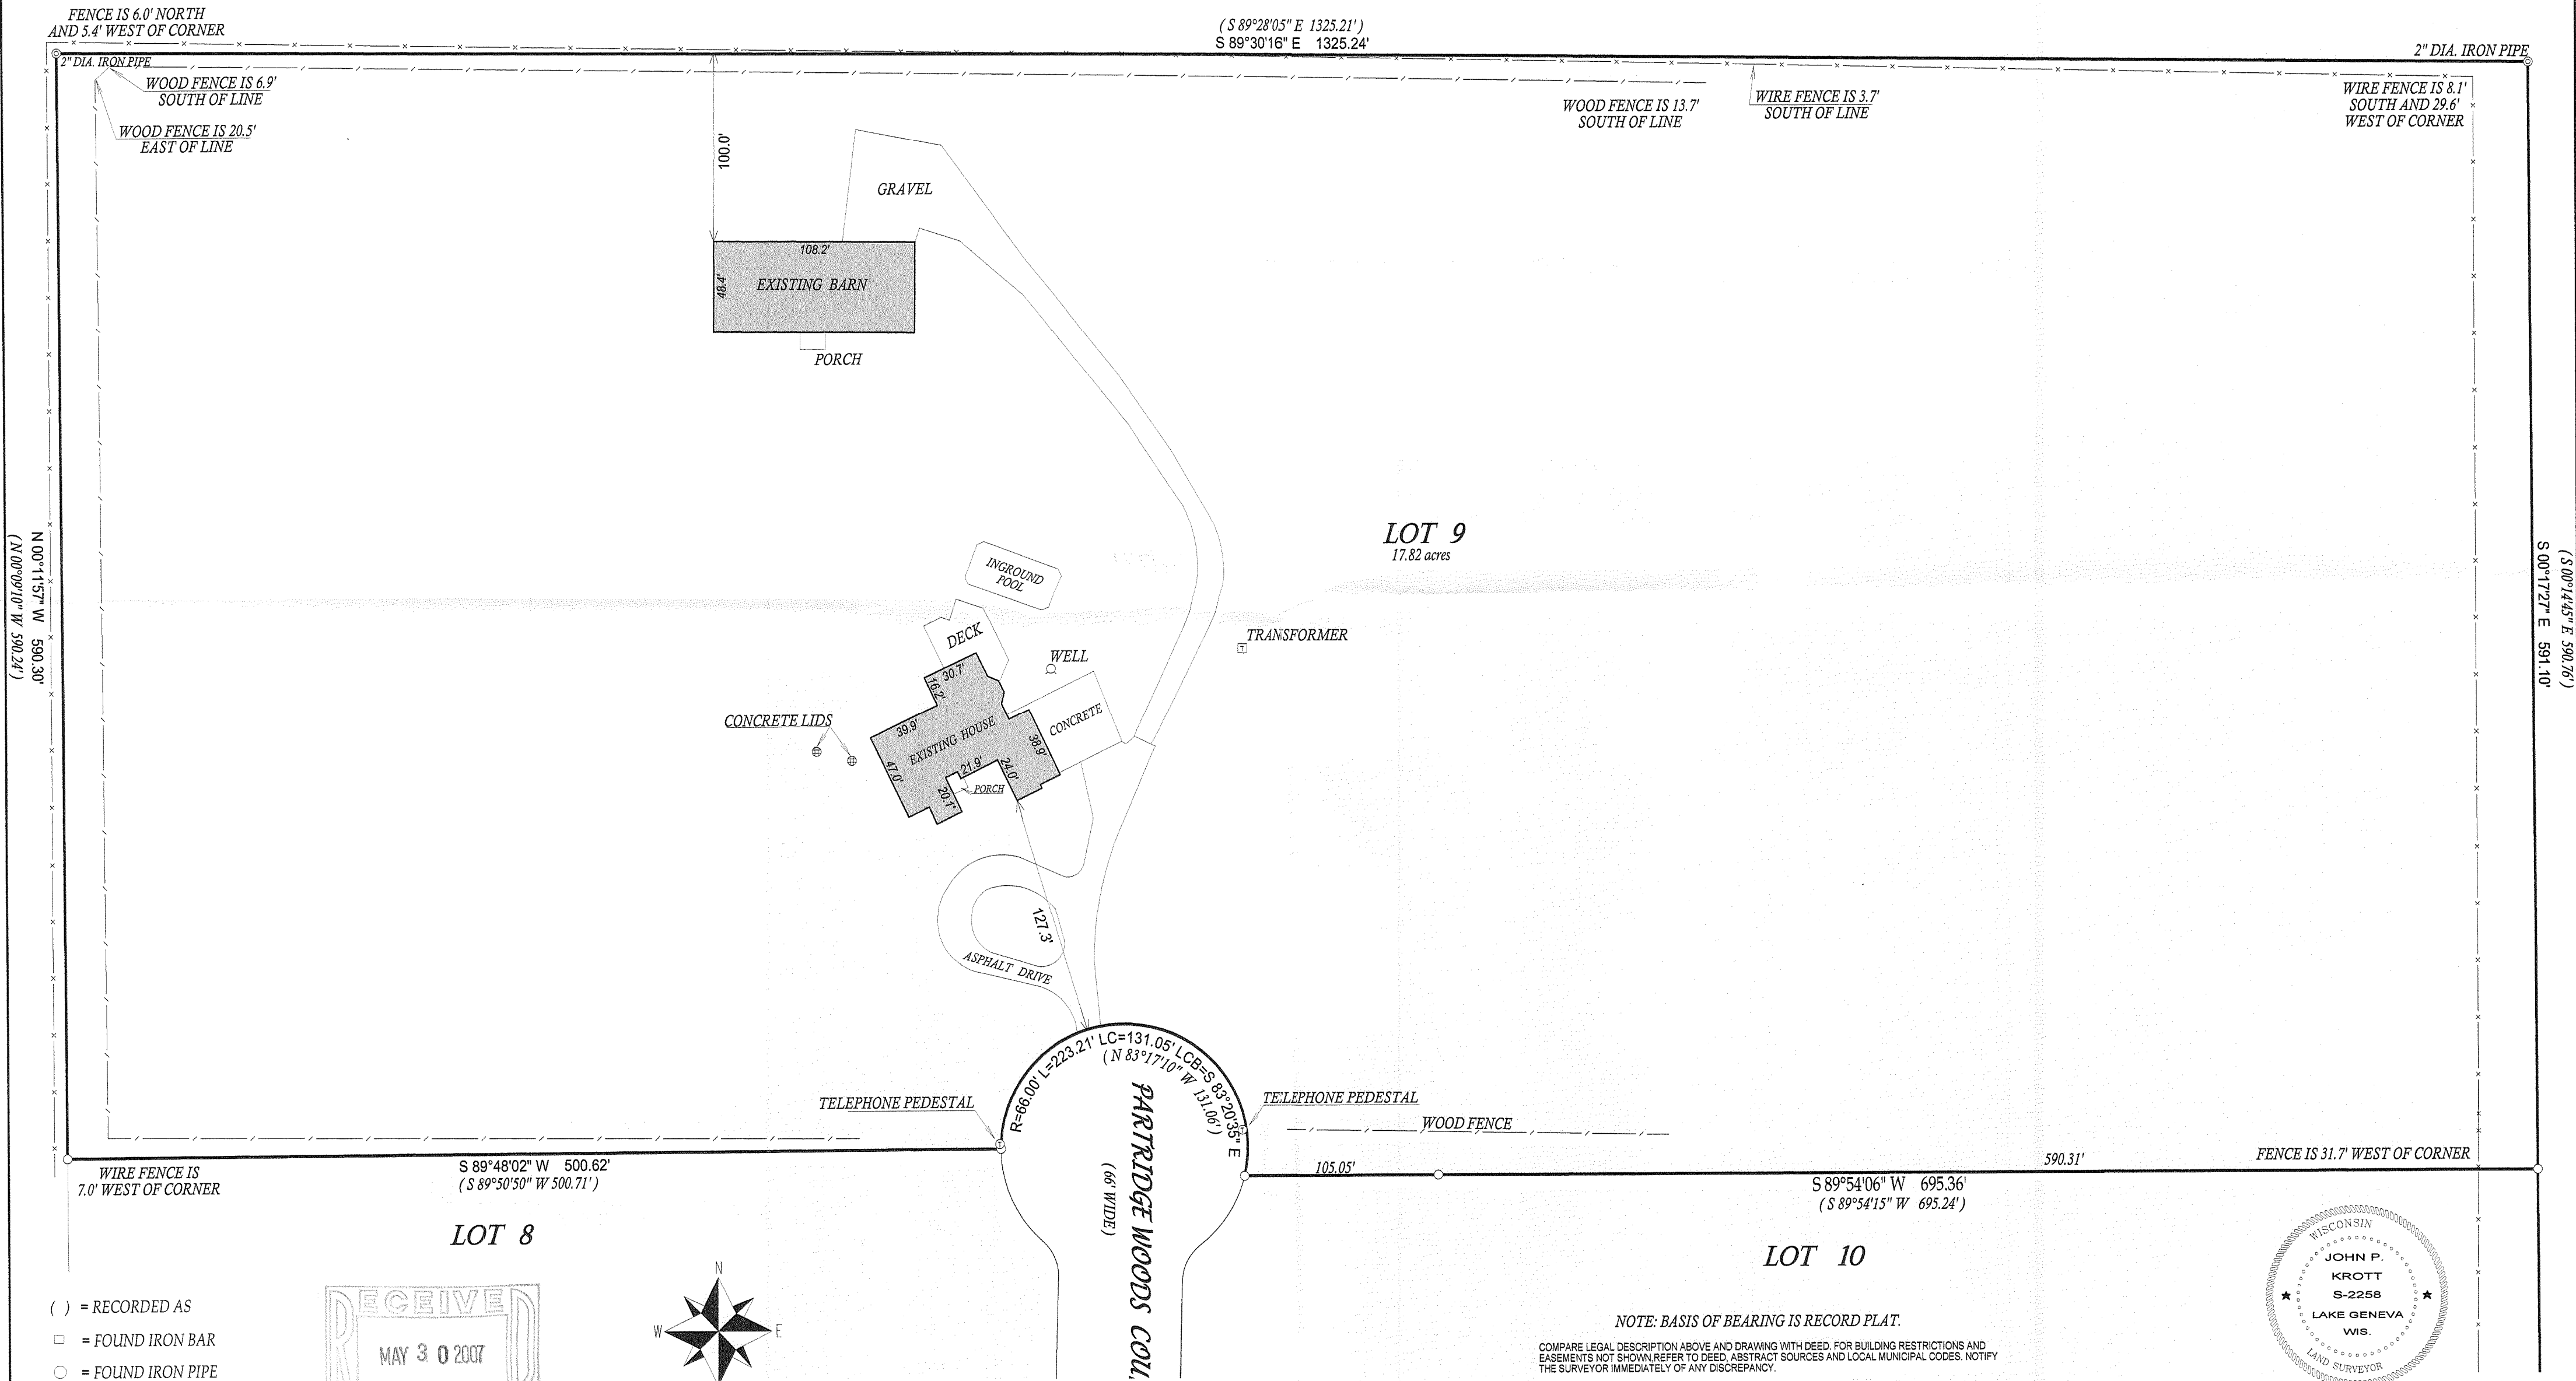 FENCE IS 6.0' NORTH
AND 5.4' WEST OF CORNER
( S 89°28'05" E 1325.21' )
S 89°30'16" E 1325.24'
2" DIA. IRON PIPE
2" DIA. IRON PIPE
WOOD FENCE IS 6.9'
SOUTH OF LINE
WOOD FENCE IS 20.5'
EAST OF LINE
WOOD FENCE IS 13.7'
SOUTH OF LINE
WIRE FENCE IS 3.7'
SOUTH OF LINE
WIRE FENCE IS 8.1'
SOUTH AND 29.6'
WEST OF CORNER
100.0'
GRAVEL
108.2'
48.4'
EXISTING BARN
PORCH
N 00°11'57" W 590.30'
( N 00°09'10" W 590.24' )
LOT 9
17.82 acres
( S 00°14'45" E 590.76' )
S 00°17'27" E 591.10'
INGROUND
POOL
DECK
TRANSFORMER
T
WELL
30.7'
16.2'
CONCRETE LIDS
39.9'
EXISTING HOUSE
CONCRETE
38.9'
47.0'
21.9'
24.0'
20.1'
PORCH
127.3'
ASPHALT DRIVE
R=66.00' L=223.21' LC=131.05' LCB=S 83°20'35" E
( N 83°17'10" W 131.06' )
TELEPHONE PEDESTAL
T
TELEPHONE PEDESTAL
T
WOOD FENCE
PARTRIDGE WOODS COU
( 66' WIDE )
WIRE FENCE IS
7.0' WEST OF CORNER
S 89°48'02" W 500.62'
( S 89°50'50" W 500.71' )
105.05'
590.31'
FENCE IS 31.7' WEST OF CORNER
S 89°54'06" W 695.36'
( S 89°54'15" W 695.24' )
LOT 8
LOT 10
( ) = RECORDED AS
= FOUND IRON BAR
= FOUND IRON PIPE
RECEIVED
MAY 30 2007
N
W E
NOTE: BASIS OF BEARING IS RECORD PLAT.
COMPARE LEGAL DESCRIPTION ABOVE AND DRAWING WITH DEED. FOR BUILDING RESTRICTIONS AND
EASEMENTS NOT SHOWN,REFER TO DEED, ABSTRACT SOURCES AND LOCAL MUNICIPAL CODES. NOTIFY
THE SURVEYOR IMMEDIATELY OF ANY DISCREPANCY.
WISCONSIN
JOHN P.
KROTT
S-2258
LAKE GENEVA
WIS.
LAND SURVEYOR